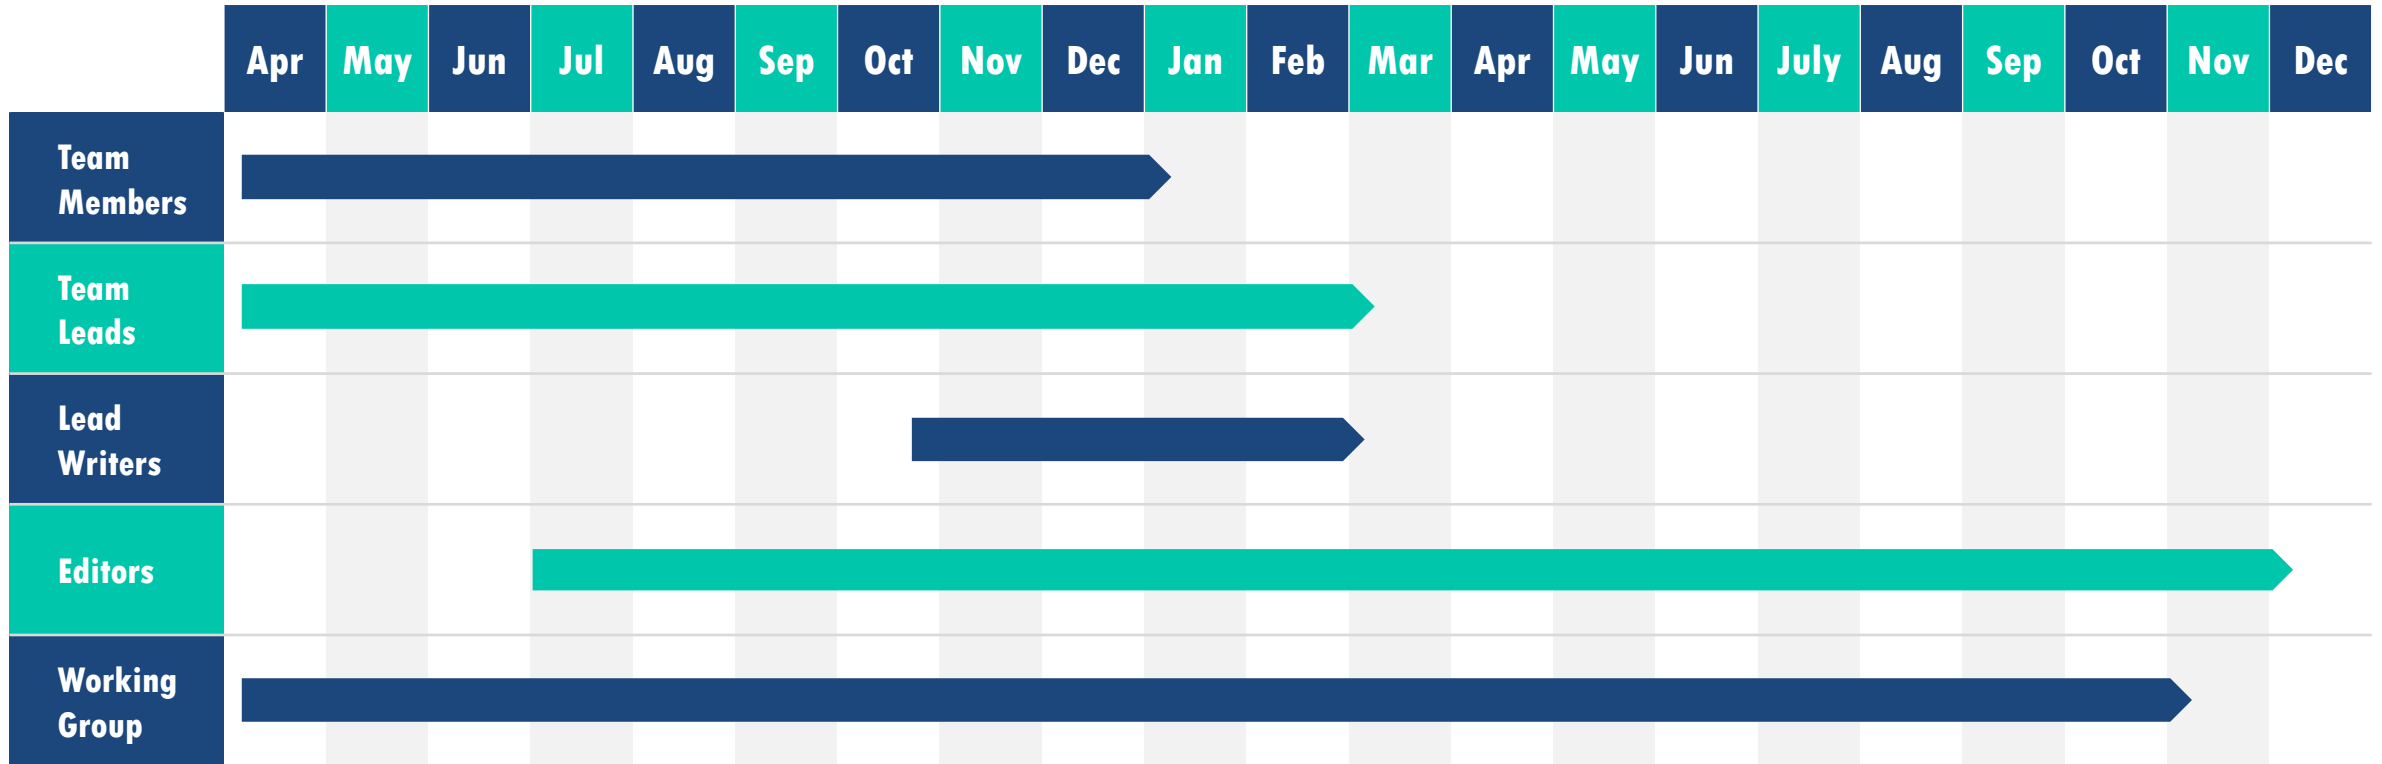 Apr May Jun Jul Aug Sep Oct Nov Dec Jan Feb Mar Apr May Jun July Aug Sep Oct Nov Dec
Team
Members
Team
Leads
Lead
Writers
Editors
Working
Group